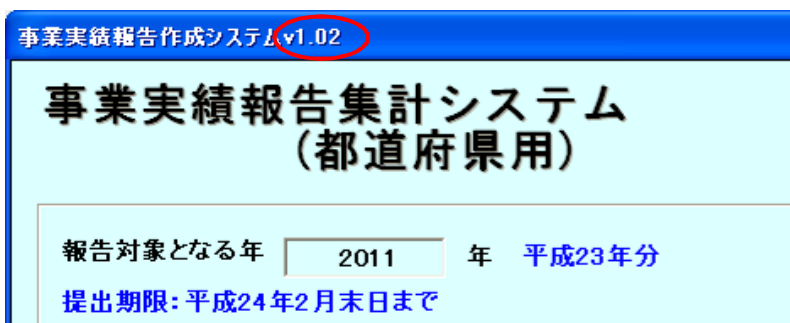 事業実績報告作成システムv1.02
事業実績報告集計システム
(都道府県用)
報告対象となる年 2011 年 平成23年分
提出期限:平成24年2月末日まで